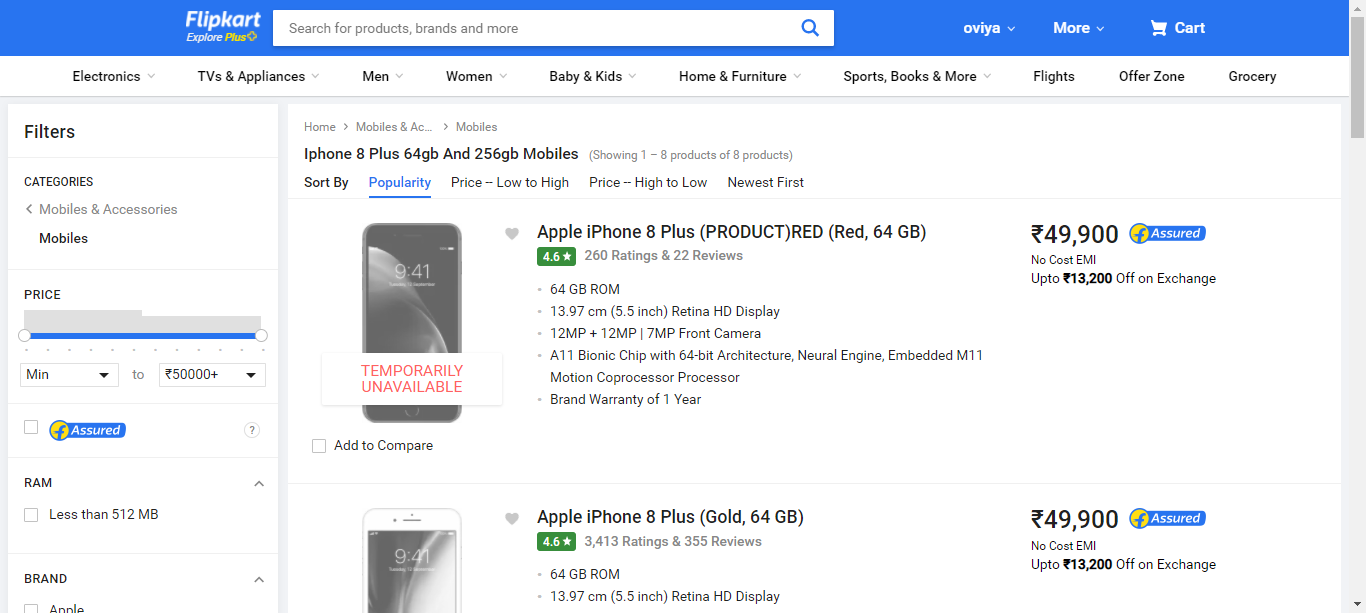 Flipkart
Explore Plus
Search for products, brands and more
oviya
More
Cart
Electronics
TVs & Appliances
Men
Women
Baby & Kids
Home & Furniture
Sports, Books & More
Flights
Offer Zone
Grocery
Filters
CATEGORIES
Mobiles & Accessories
Mobiles
PRICE
Min
to
₹50000+
Assured
?
RAM
Less than 512 MB
BRAND
Apple
Home > Mobiles & Ac... > Mobiles
Iphone 8 Plus 64gb And 256gb Mobiles (Showing 1 – 8 products of 8 products)
Sort By Popularity Price -- Low to High Price -- High to Low Newest First
9:41
Tuesday, 12 September
TEMPORARILY
UNAVAILABLE
Add to Compare
Apple iPhone 8 Plus (PRODUCT)RED (Red, 64 GB)
4.6★ 260 Ratings & 22 Reviews
• 64 GB ROM
• 13.97 cm (5.5 inch) Retina HD Display
• 12MP + 12MP | 7MP Front Camera
• A11 Bionic Chip with 64-bit Architecture, Neural Engine, Embedded M11
Motion Coprocessor Processor
• Brand Warranty of 1 Year
₹49,900 Assured
No Cost EMI
Upto ₹13,200 Off on Exchange
9:41
Tuesday, 12 September
Apple iPhone 8 Plus (Gold, 64 GB)
4.6★ 3,413 Ratings & 355 Reviews
• 64 GB ROM
• 13.97 cm (5.5 inch) Retina HD Display
₹49,900 Assured
No Cost EMI
Upto ₹13,200 Off on Exchange